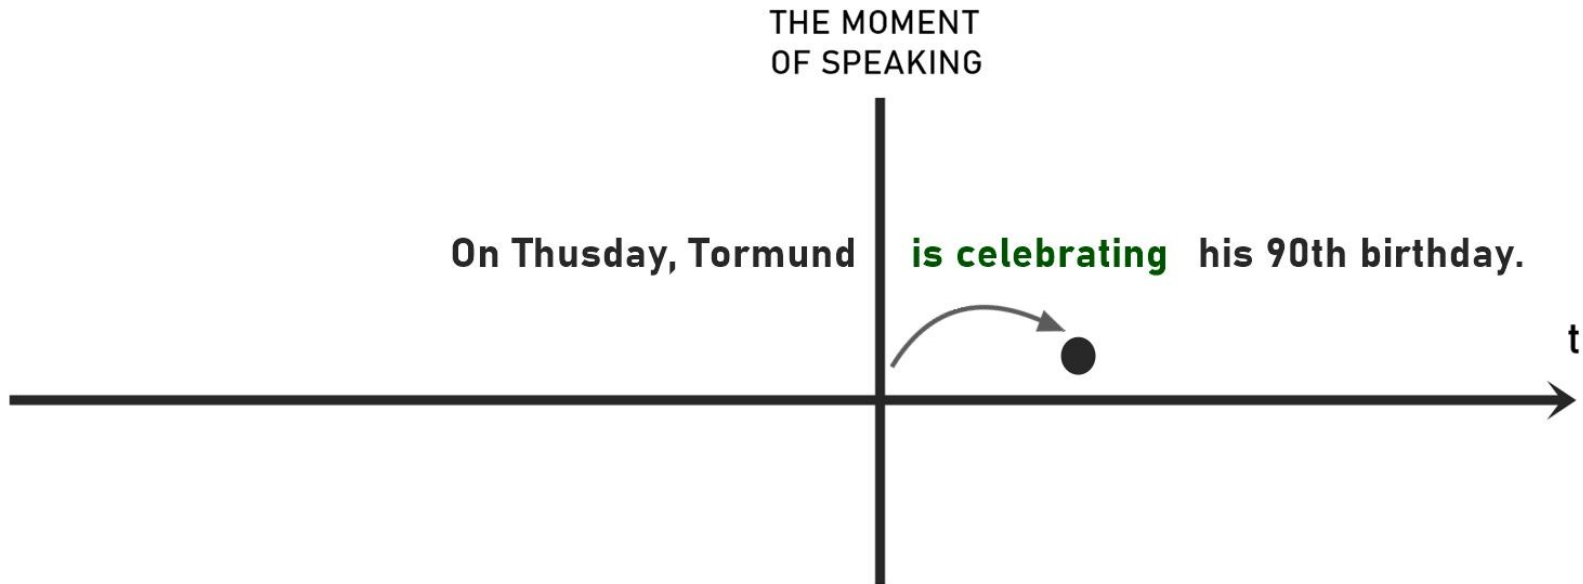 THE MOMENT
OF SPEAKING
On Thusday, Tormund is celebrating his 90th birthday.
t